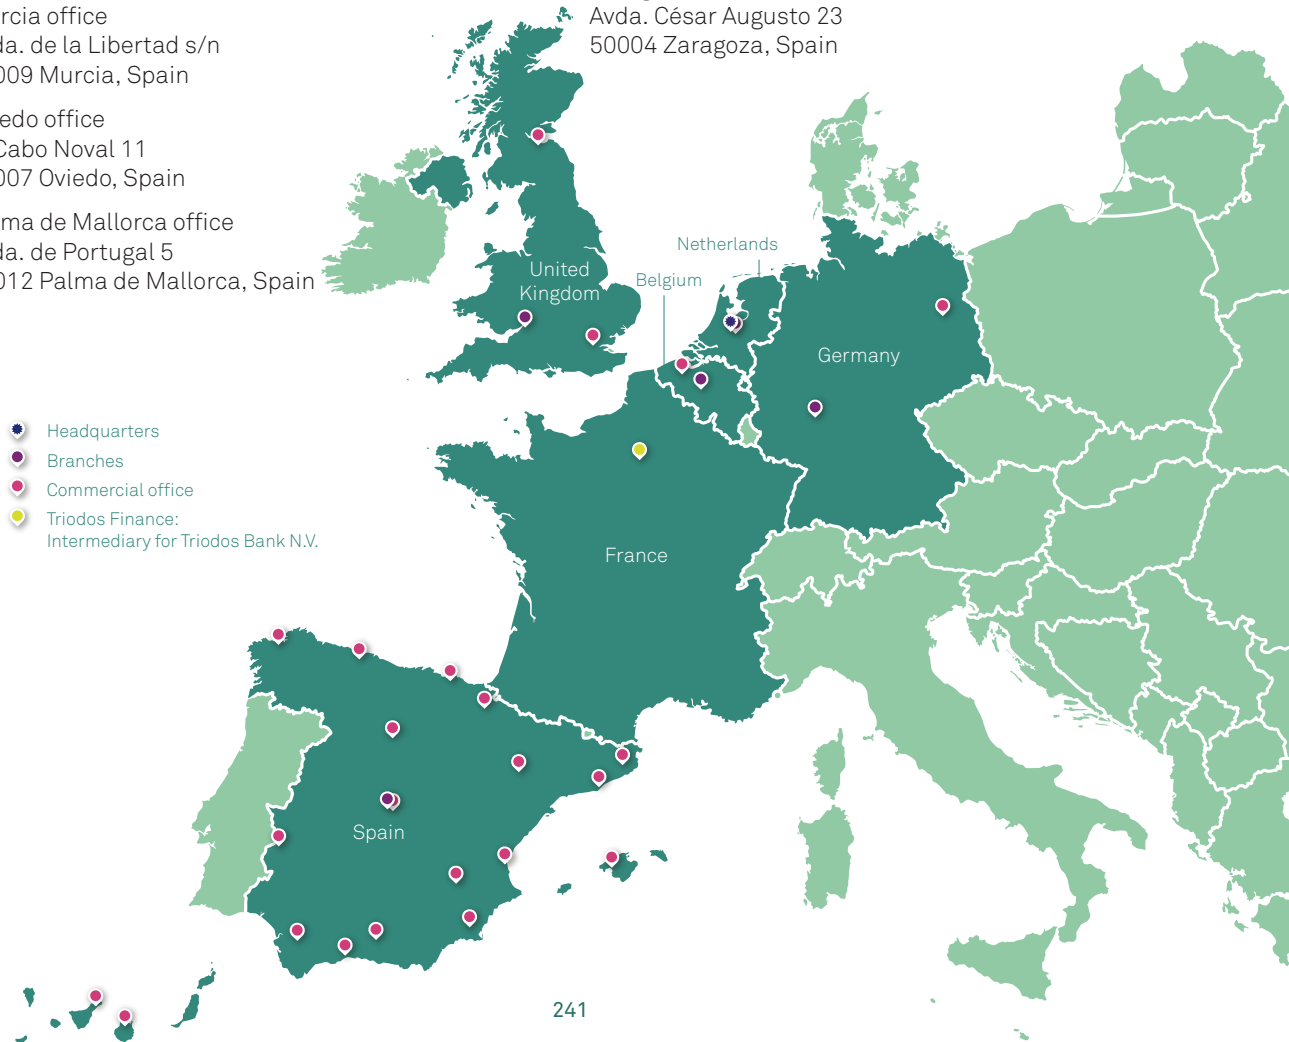 rcia office
da. de la Libertad s/n
009 Murcia, Spain
edo office
Cabo Noval 11
007 Oviedo, Spain
ma de Mallorca office
da. de Portugal 5
012 Palma de Mallorca, Spain
Avda. César Augusto 23
50004 Zaragoza, Spain
Netherlands
Belgium
United
Kingdom
Germany
France
Spain
Headquarters
Branches
Commercial office
Triodos Finance:
Intermediary for Triodos Bank N.V.
241